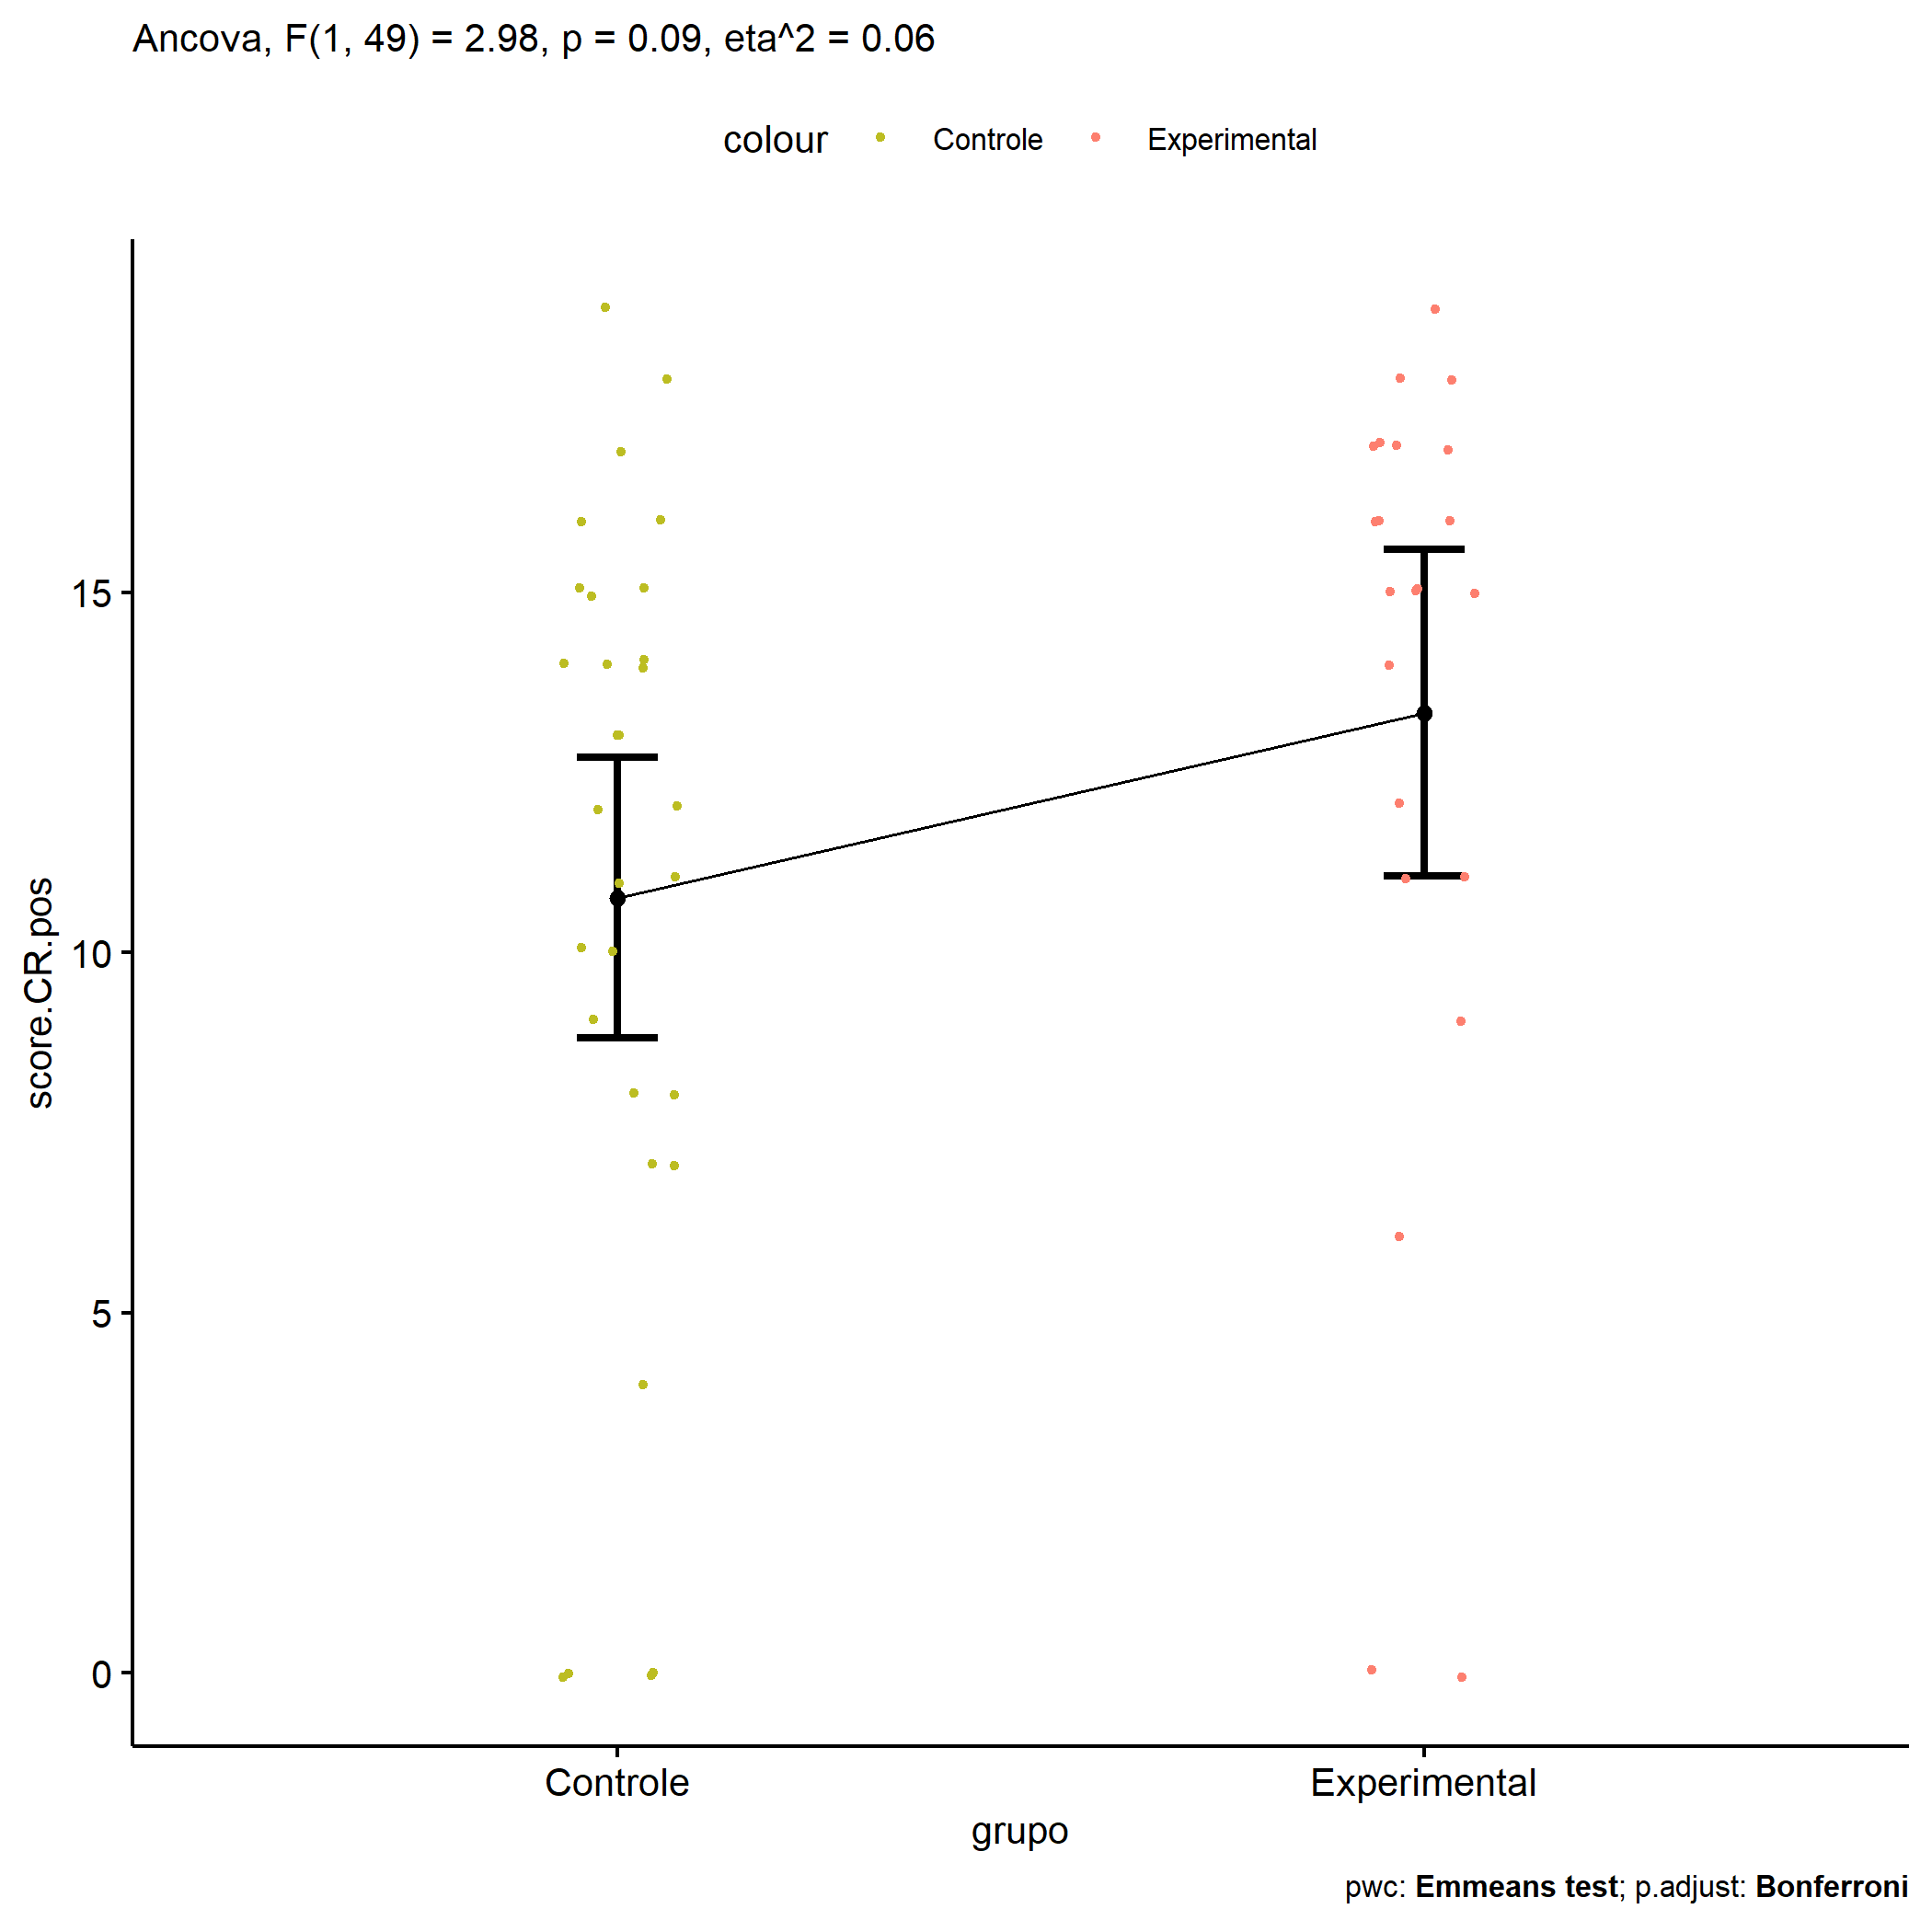 Ancova, F(1, 49) = 2.98, p = 0.09, eta^2 = 0.06
colour Controle Experimental
score.CR.pos
15
10
5
0
Controle Experimental
grupo
pwc: Emmeans test; p.adjust: Bonferroni